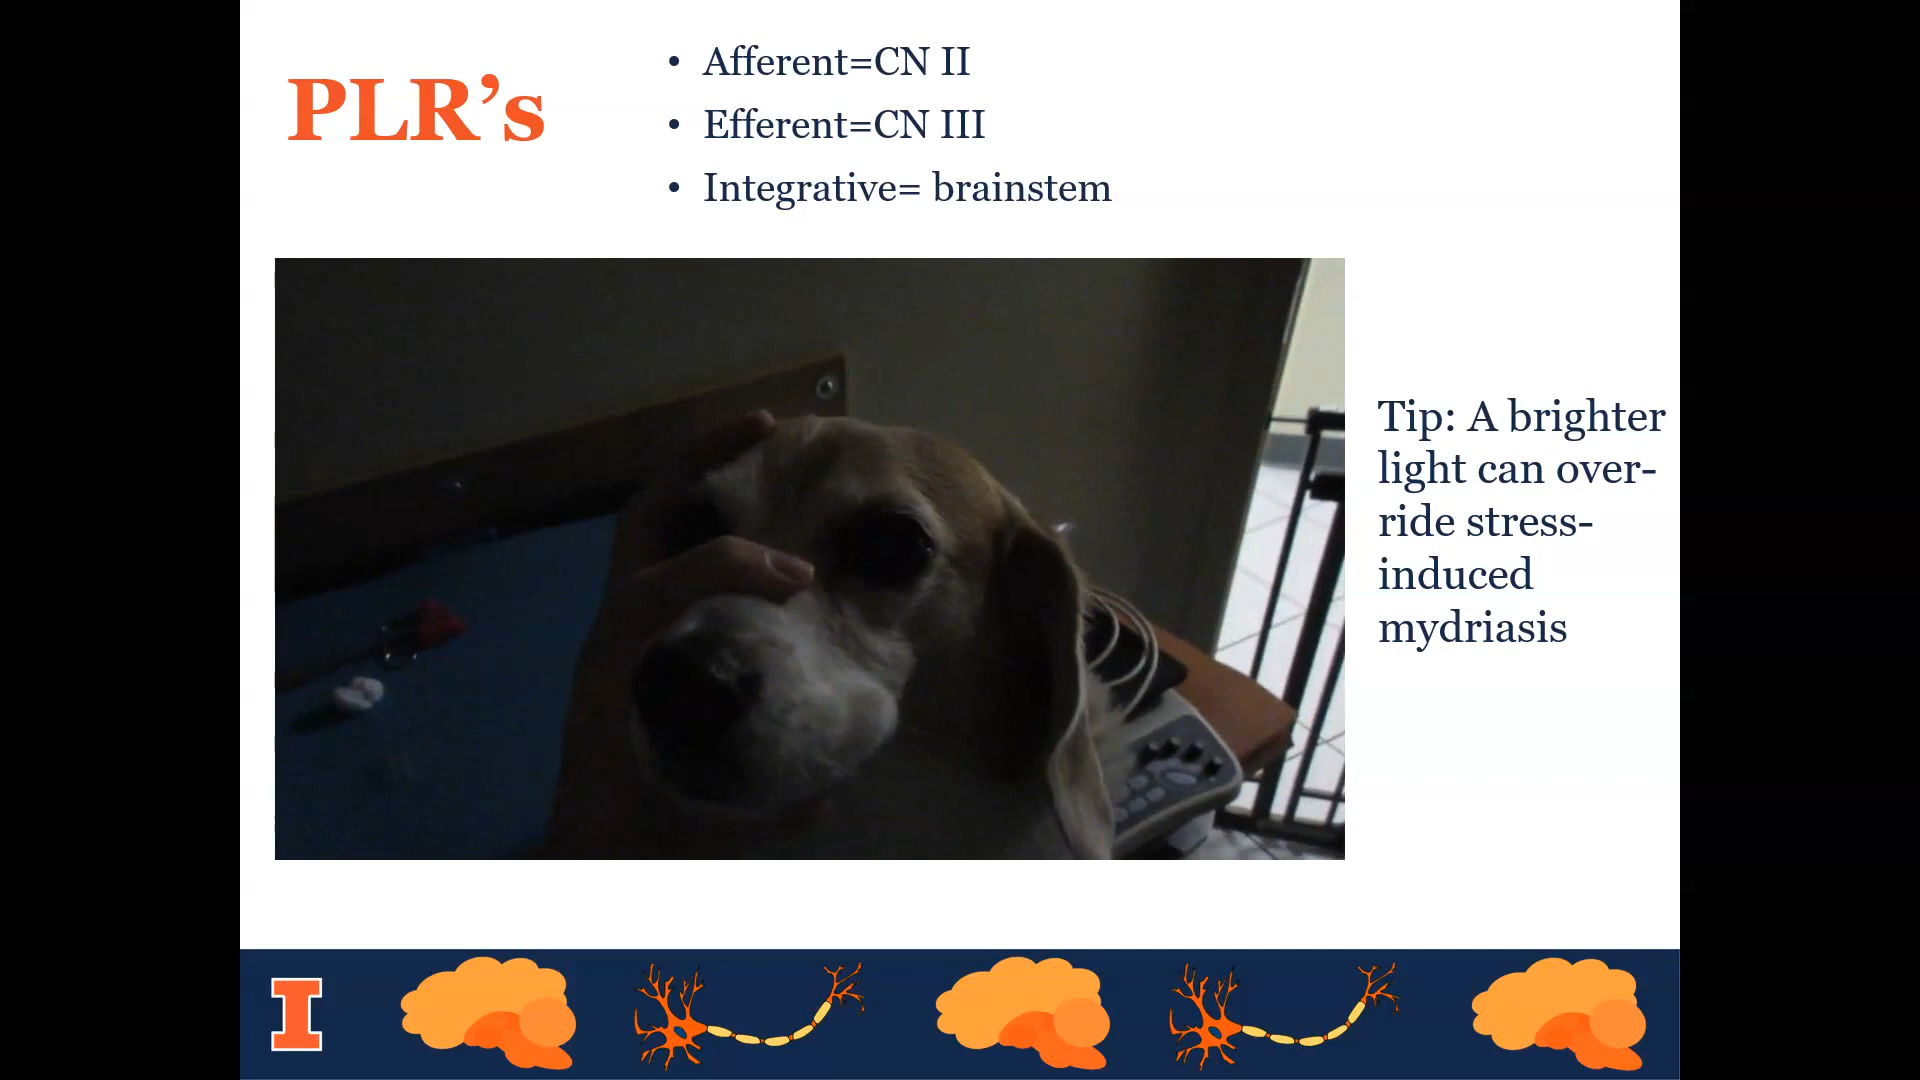 PLR’s
• Afferent=CN II
• Efferent=CN III
• Integrative= brainstem
Tip: A brighter
light can over-
ride stress-
induced
mydriasis
I